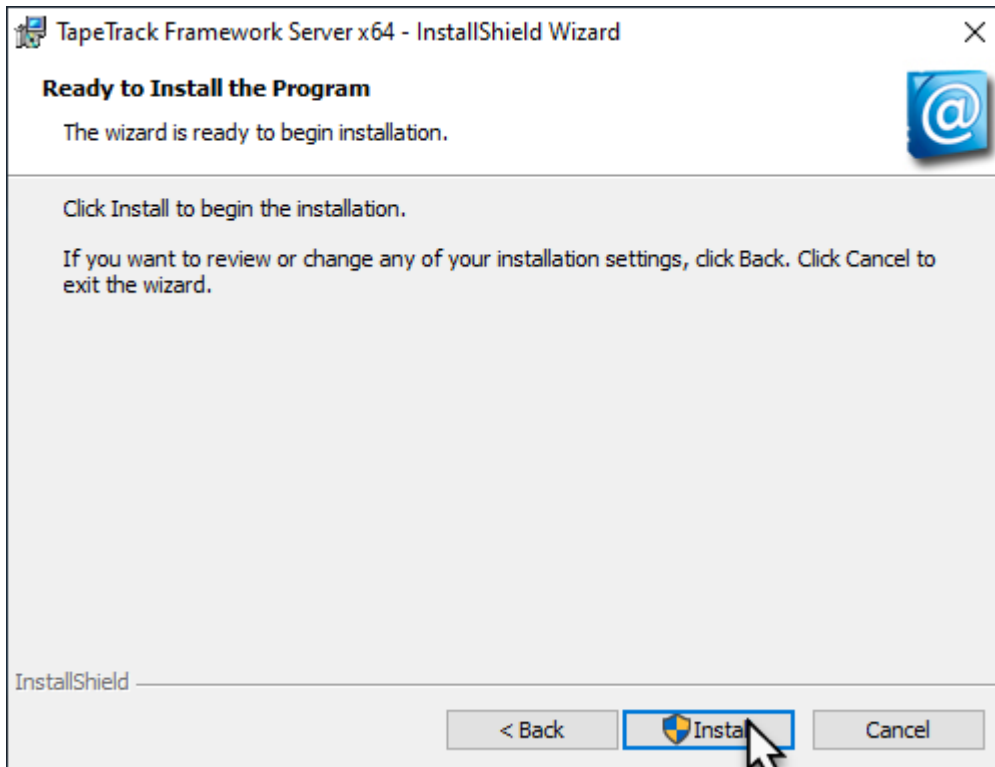 TapeTrack Framework Server x64 - InstallShield Wizard
Ready to Install the Program
The wizard is ready to begin installation.
Click Install to begin the installation.
If you want to review or change any of your installation settings, click Back. Click Cancel to
exit the wizard.
InstallShield
< Back
Install
Cancel